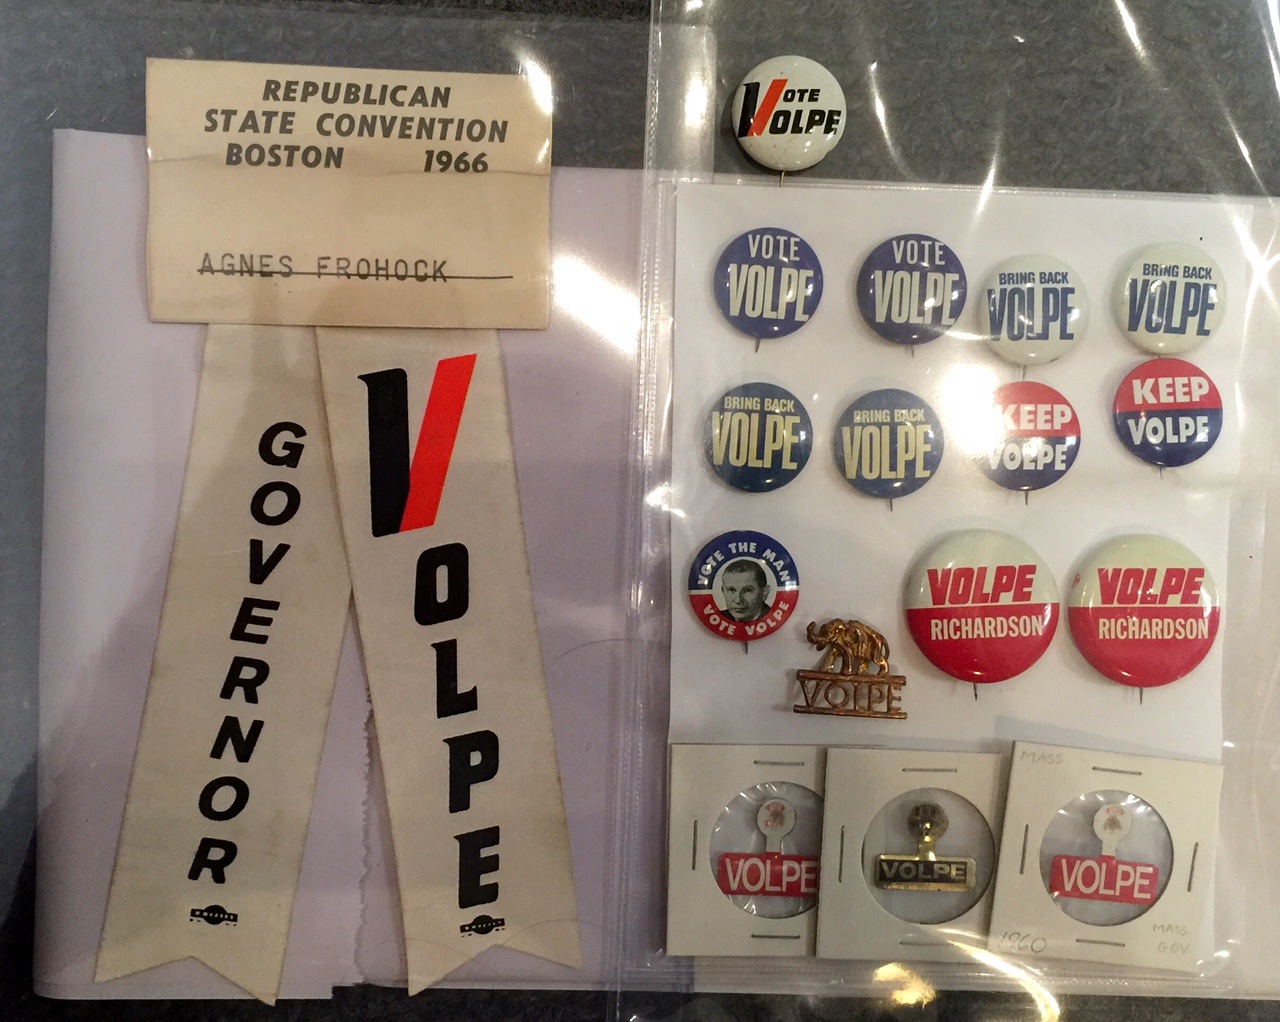 REPUBLICAN
STATE CONVENTION
BOSTON 1966
AGNES FROHOCK
GOVERNOR
VOLPE
VOTE
VOLPE
VOTE
VOLPE
VOTE
VOLPE
BRING BACK
VOLPE
BRING BACK
VOLPE
BRING BACK
VOLPE
BRING BACK
VOLPE
KEEP
VOLPE
KEEP
VOLPE
VOTE THE MAN
VOTE VOLPE
VOLPE
VOLPE
RICHARDSON
VOLPE
RICHARDSON
VOLPE
VOLPE
MASS.
VOLPE
1960
MASS.
GOV.